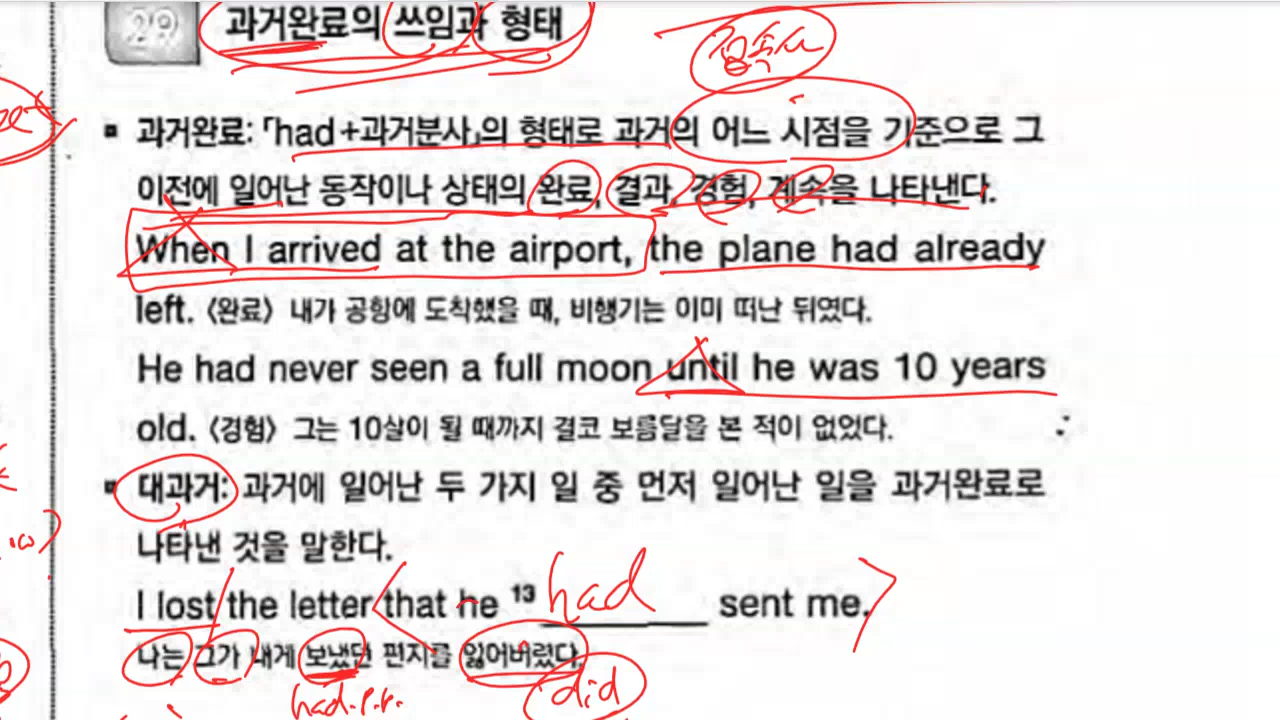 29 과거완료의 쓰임과 형태
접속사
▪ 과거완료: 「had+과거분사」의 형태로 과거의 어느 시점을 기준으로 그
이전에 일어난 동작이나 상태의 완료, 결과, 경험, 계속을 나타낸다.
When I arrived at the airport, the plane had already
left. 〈완료〉 내가 공항에 도착했을 때, 비행기는 이미 떠난 뒤였다.
He had never seen a full moon until he was 10 years
old. 〈경험〉 그는 10살이 될 때까지 결코 보름달을 본 적이 없었다.
▪ 대과거: 과거에 일어난 두 가지 일 중 먼저 일어난 일을 과거완료로
나타낸 것을 말한다.
I lost the letter that he 13 had sent me.
나는 그가 내게 보냈던 편지를 잃어버렸다.
had.p.p. did